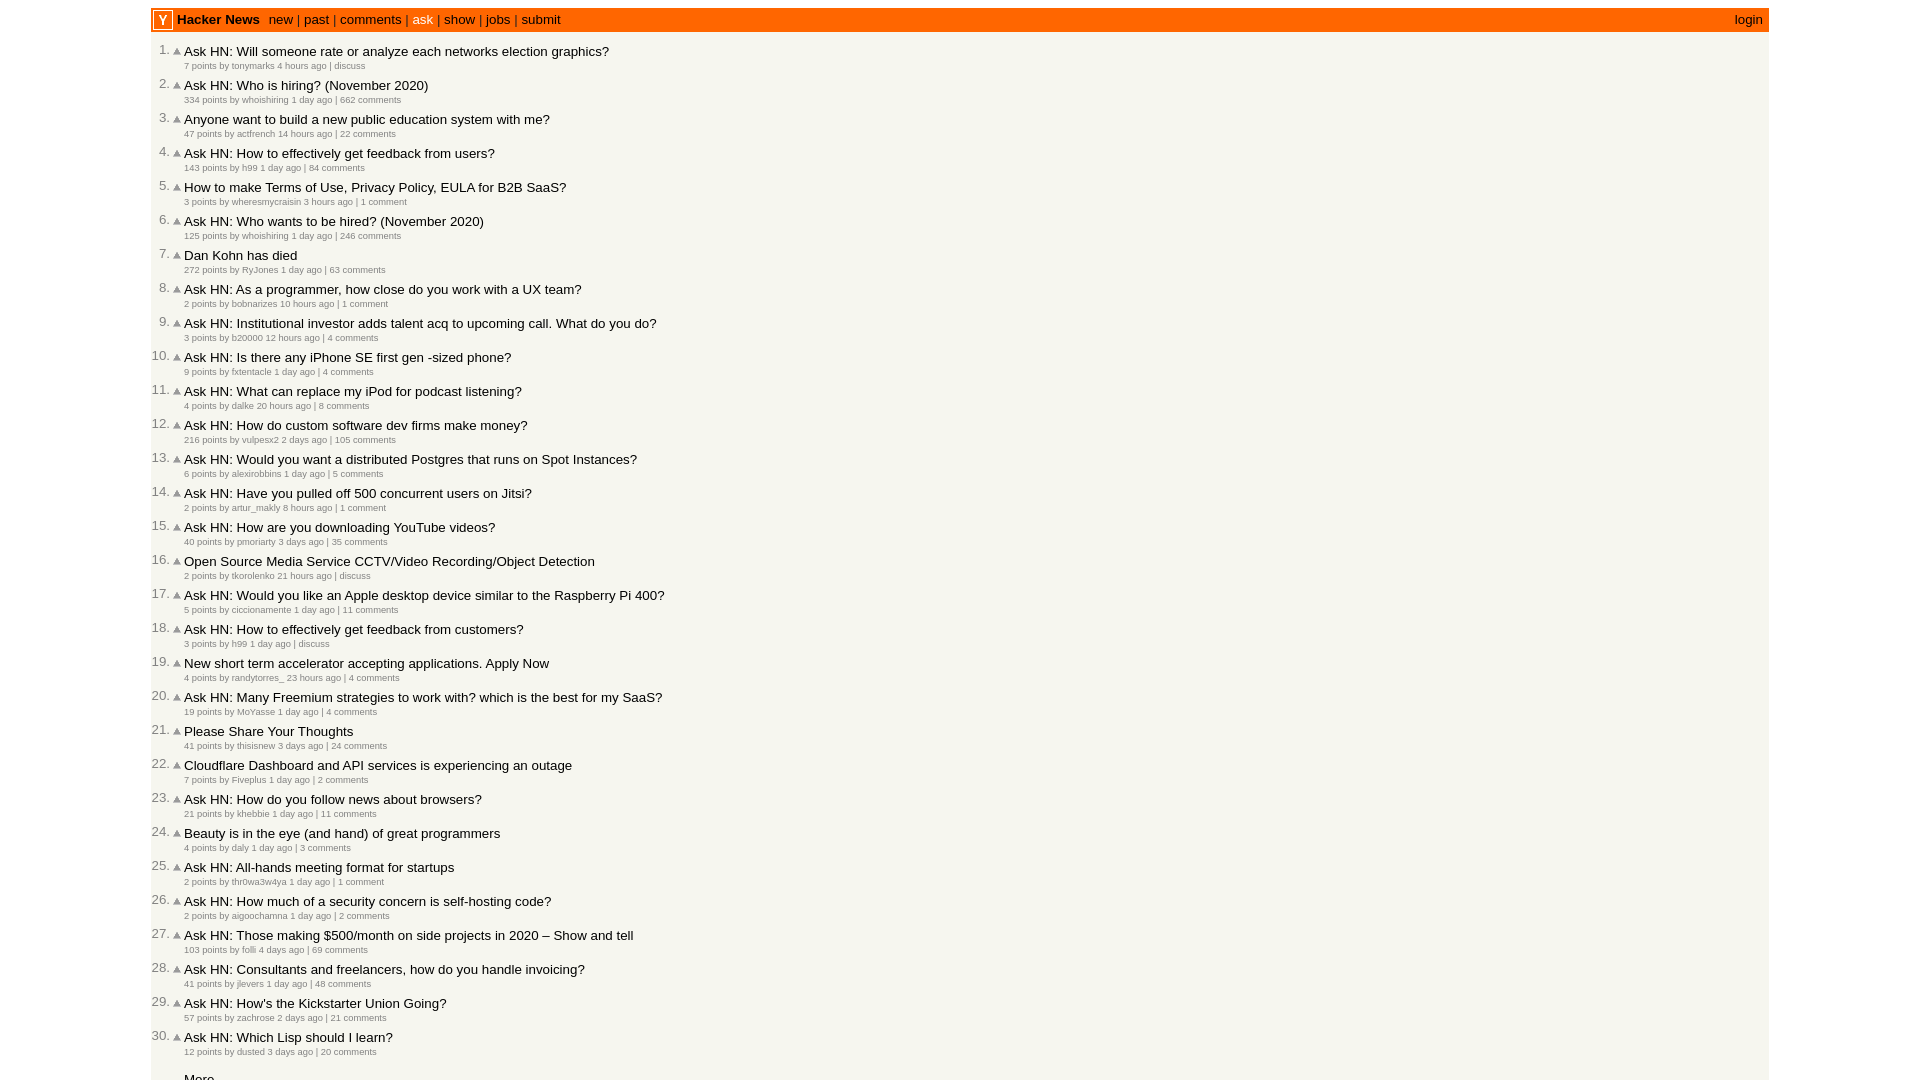 Y Hacker News new | past | comments | ask | show | jobs | submit login
1. Ask HN: Will someone rate or analyze each networks election graphics?
7 points by tonymarks 4 hours ago | discuss
2. Ask HN: Who is hiring? (November 2020)
334 points by whoishiring 1 day ago | 662 comments
3. Anyone want to build a new public education system with me?
47 points by actfrench 14 hours ago | 22 comments
4. Ask HN: How to effectively get feedback from users?
143 points by h99 1 day ago | 84 comments
5. How to make Terms of Use, Privacy Policy, EULA for B2B SaaS?
3 points by wheresmycraisin 3 hours ago | 1 comment
6. Ask HN: Who wants to be hired? (November 2020)
125 points by whoishiring 1 day ago | 246 comments
7. Dan Kohn has died
272 points by RyJones 1 day ago | 63 comments
8. Ask HN: As a programmer, how close do you work with a UX team?
2 points by bobnarizes 10 hours ago | 1 comment
9. Ask HN: Institutional investor adds talent acq to upcoming call. What do you do?
3 points by b20000 12 hours ago | 4 comments
10. Ask HN: Is there any iPhone SE first gen -sized phone?
9 points by fxtentacle 1 day ago | 4 comments
11. Ask HN: What can replace my iPod for podcast listening?
4 points by dalke 20 hours ago | 8 comments
12. Ask HN: How do custom software dev firms make money?
216 points by vulpesx2 2 days ago | 105 comments
13. Ask HN: Would you want a distributed Postgres that runs on Spot Instances?
6 points by alexirobbins 1 day ago | 5 comments
14. Ask HN: Have you pulled off 500 concurrent users on Jitsi?
2 points by artur_makly 8 hours ago | 1 comment
15. Ask HN: How are you downloading YouTube videos?
40 points by pmoriarty 3 days ago | 35 comments
16. Open Source Media Service CCTV/Video Recording/Object Detection
2 points by tkorolenko 21 hours ago | discuss
17. Ask HN: Would you like an Apple desktop device similar to the Raspberry Pi 400?
5 points by ciccionamente 1 day ago | 11 comments
18. Ask HN: How to effectively get feedback from customers?
3 points by h99 1 day ago | discuss
19. New short term accelerator accepting applications. Apply Now
4 points by randytorres_ 23 hours ago | 4 comments
20. Ask HN: Many Freemium strategies to work with? which is the best for my SaaS?
19 points by MoYasse 1 day ago | 4 comments
21. Please Share Your Thoughts
41 points by thisisnew 3 days ago | 24 comments
22. Cloudflare Dashboard and API services is experiencing an outage
7 points by Fiveplus 1 day ago | 2 comments
23. Ask HN: How do you follow news about browsers?
21 points by khebbie 1 day ago | 11 comments
24. Beauty is in the eye (and hand) of great programmers
4 points by daly 1 day ago | 3 comments
25. Ask HN: All-hands meeting format for startups
2 points by thr0wa3w4ya 1 day ago | 1 comment
26. Ask HN: How much of a security concern is self-hosting code?
2 points by aigoochamna 1 day ago | 2 comments
27. Ask HN: Those making $500/month on side projects in 2020 – Show and tell
103 points by folli 4 days ago | 69 comments
28. Ask HN: Consultants and freelancers, how do you handle invoicing?
41 points by jlevers 1 day ago | 48 comments
29. Ask HN: How's the Kickstarter Union Going?
57 points by zachrose 2 days ago | 21 comments
30. Ask HN: Which Lisp should I learn?
12 points by dusted 3 days ago | 20 comments
More